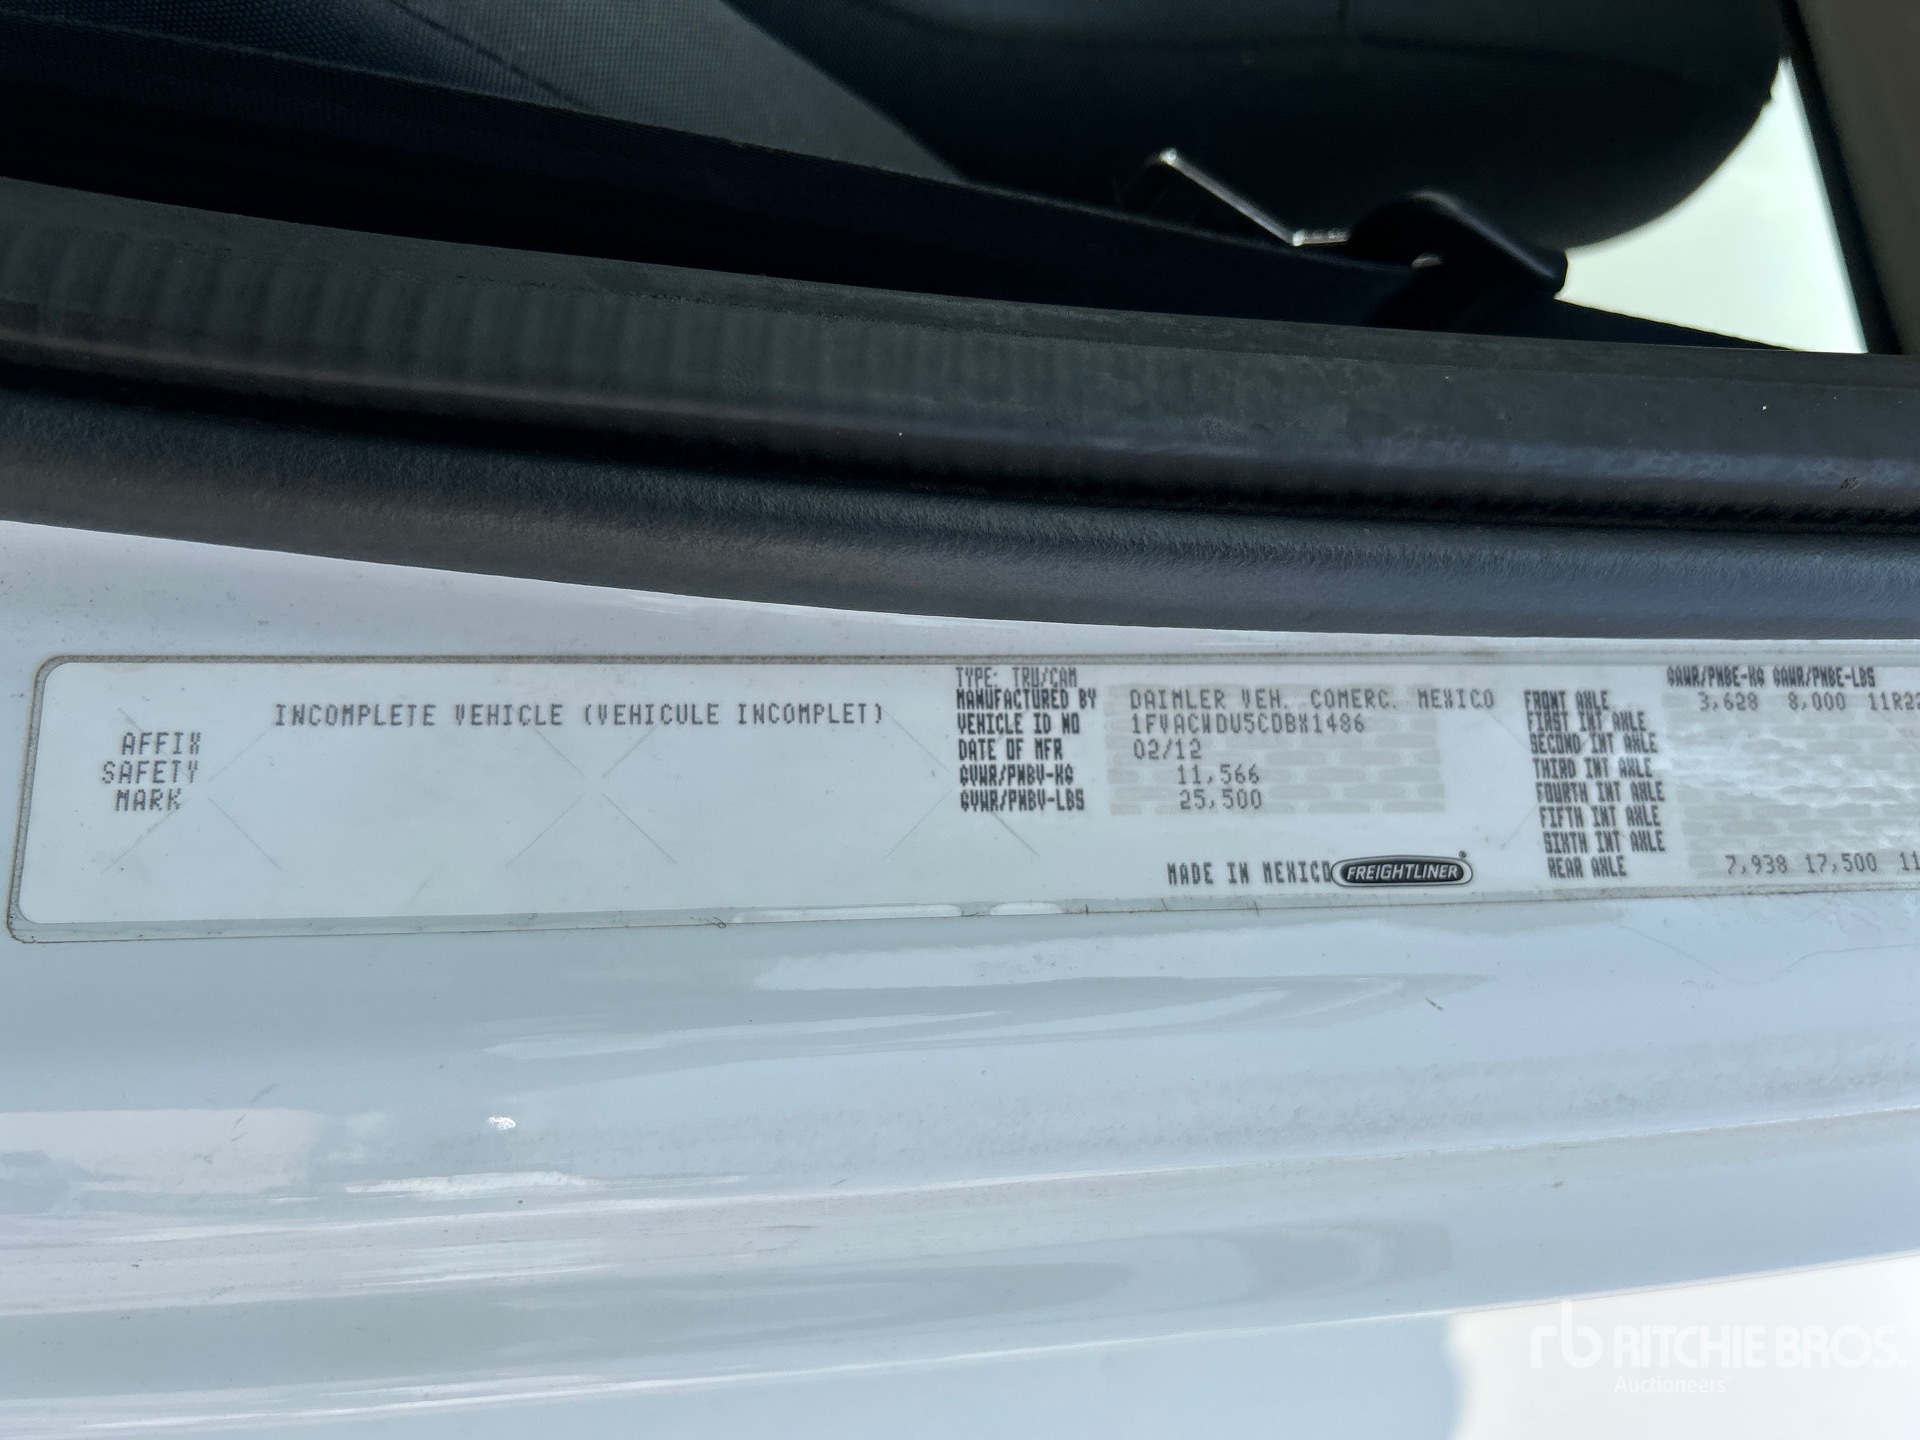 INCOMPLETE VEHICLE (VEHICULE INCOMPLET)
AFFIX
SAFETY
MARK
TYPE: TRU/CAM
MANUFACTURED BY DAIMLER VEH. COMERC. MEXICO
VEHICLE ID NO 1FVACWDU5CDBX1486
DATE OF MFR 02/12
GVWR/PNBV-KG 11,566
GVWR/PNBV-LBS 25,500
MADE IN MEXICO FREIGHTLINER®
GAWR/PNBE-KG GAWR/PNBE-LBS
FRONT AXLE 3,628 8,000 11R22
FIRST INT AXLE
SECOND INT AXLE
THIRD INT AXLE
FOURTH INT AXLE
FIFTH INT AXLE
SIXTH INT AXLE
REAR AXLE 7,938 17,500 11
rb RITCHIE BROS.
Auctioneers